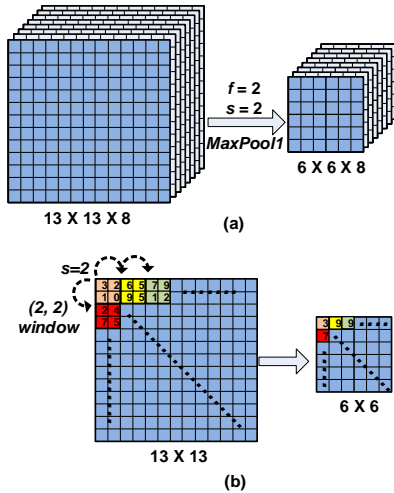 f = 2
s = 2
MaxPool1
13 X 13 X 8
6 X 6 X 8
(a)
s=2
3 2 6 5 7 9
1 0 9 5 1 2
(2, 2)
window
2 4
7 5
3 9 9
7
6 X 6
13 X 13
(b)